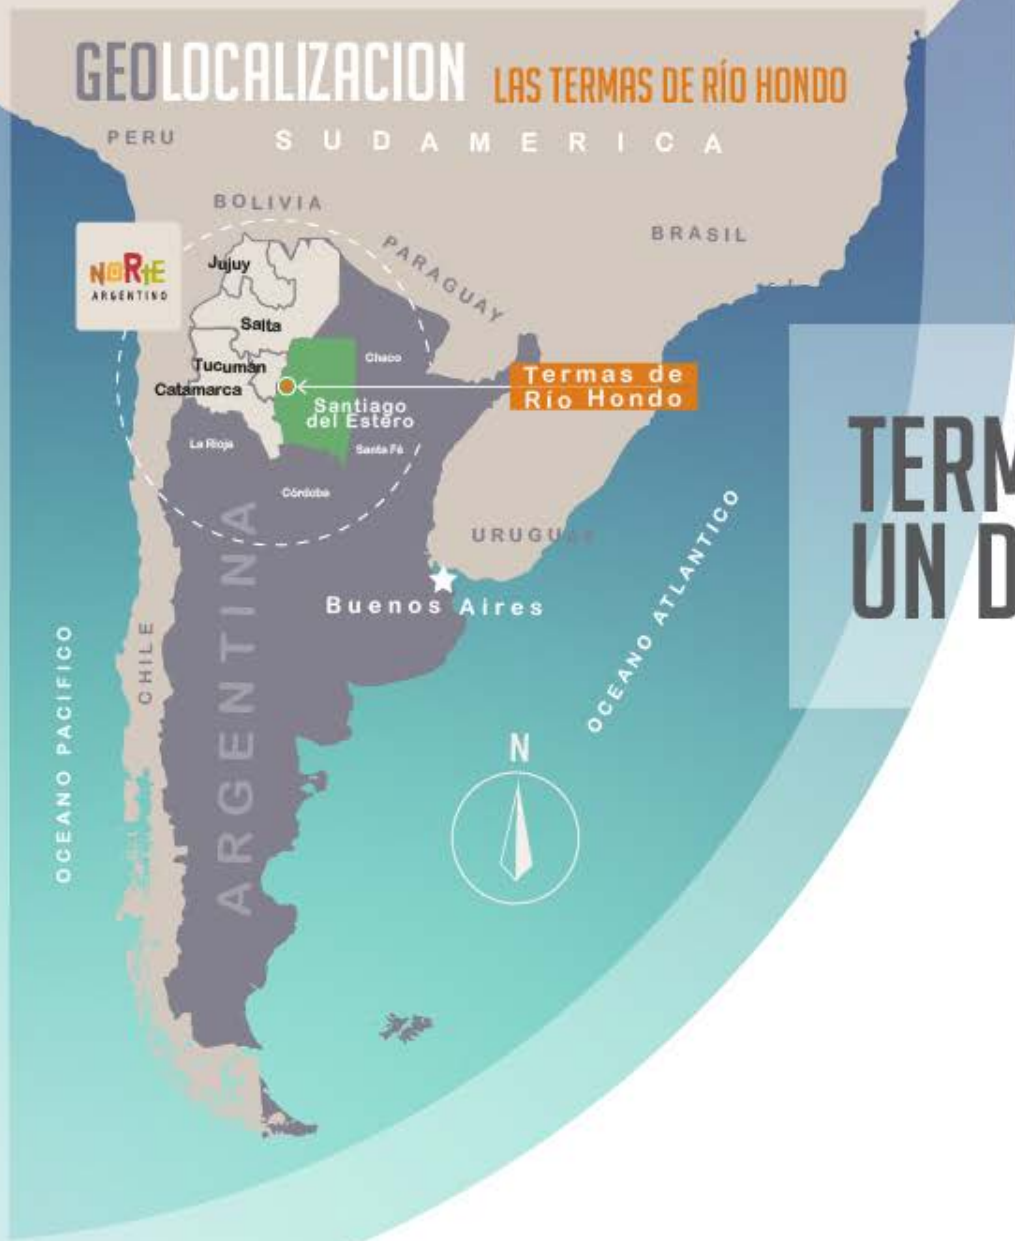 GEOLOCALIZACION LAS TERMAS DE RÍO HONDO
PERU
SUDAMERICA
BOLIVIA
BRASIL
PARAGUAY
NORtE
ARGENTINO
Jujuy
Salta
Chaco
Tucumán
Termas de
Río Hondo
Catamarca
Santiago
del Estero
La Rioja
Santa Fé
Córdoba
TERM
UN D
URUGUAY
Buenos Aires
OCEANO ATLANTICO
ARGENTINA
CHILE
OCEANO PACIFICO
N